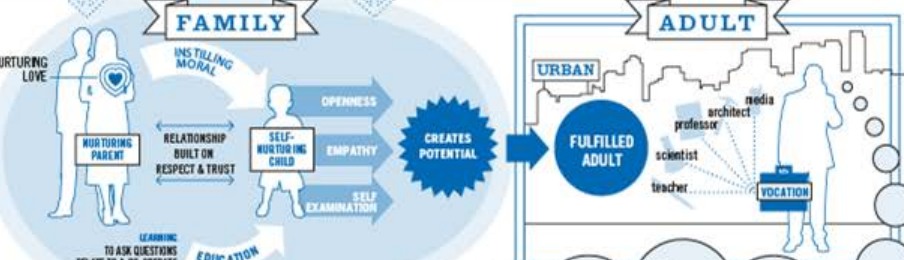 FAMILY
NURTURING
LOVE
INSTILLING
MORAL
NURTURING
PARENT
RELATIONSHIP
BUILT ON
RESPECT & TRUST
SELF-
NURTURING
CHILD
OPENNESS
EMPATHY
SELF
EXAMINATION
CREATES
POTENTIAL
LEARNING
TO ASK QUESTIONS
EDUCATION
ADULT
URBAN
FULFILLED
ADULT
media
architect
professor
scientist
teacher
VOCATION